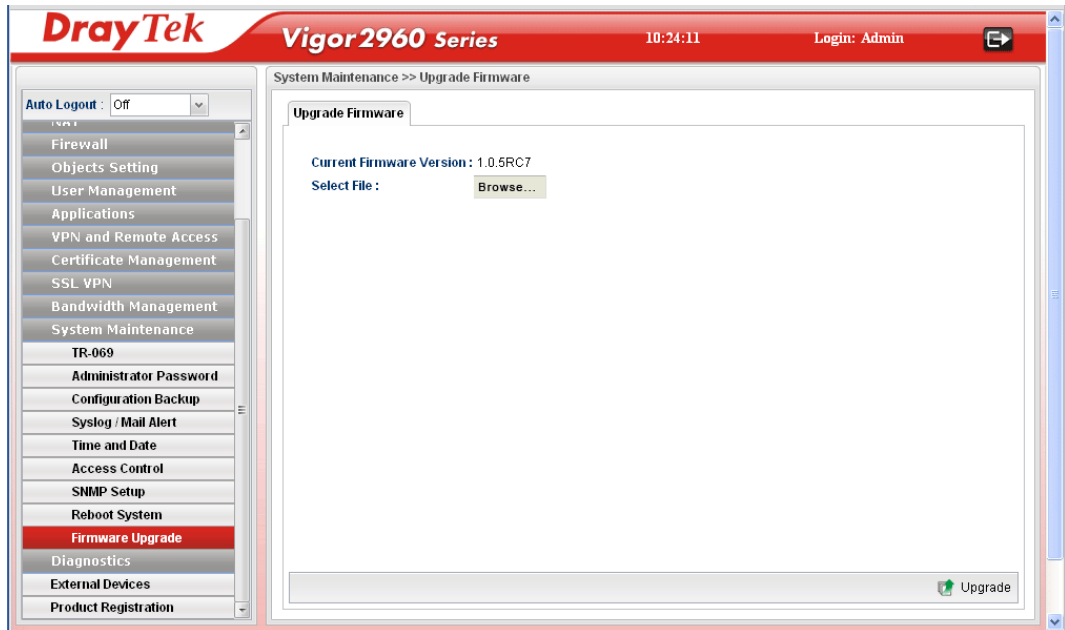 DrayTek
Vigor2960 Series
10:24:11
Login: Admin
System Maintenance >> Upgrade Firmware
Auto Logout : Off
NAT
Firewall
Objects Setting
User Management
Applications
VPN and Remote Access
Certificate Management
SSL VPN
Bandwidth Management
System Maintenance
TR-069
Administrator Password
Configuration Backup
Syslog / Mail Alert
Time and Date
Access Control
SNMP Setup
Reboot System
Firmware Upgrade
Diagnostics
External Devices
Product Registration
Upgrade Firmware
Current Firmware Version : 1.0.5RC7
Select File : Browse...
Upgrade